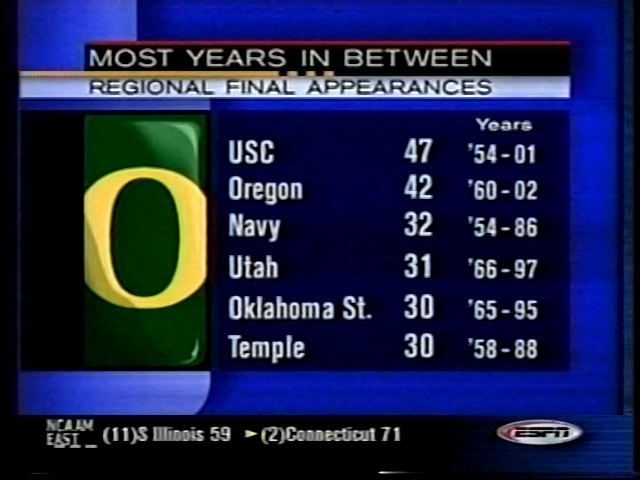 MOST YEARS IN BETWEEN
REGIONAL FINAL APPEARANCES
Years
USC 47 '54-01
Oregon 42 '60-02
Navy 32 '54-86
Utah 31 '66-97
Oklahoma St. 30 '65-95
Temple 30 '58-88
O
NCAAM
EAST (11)S Illinois 59 ►(2)Connecticut 71
ESPN